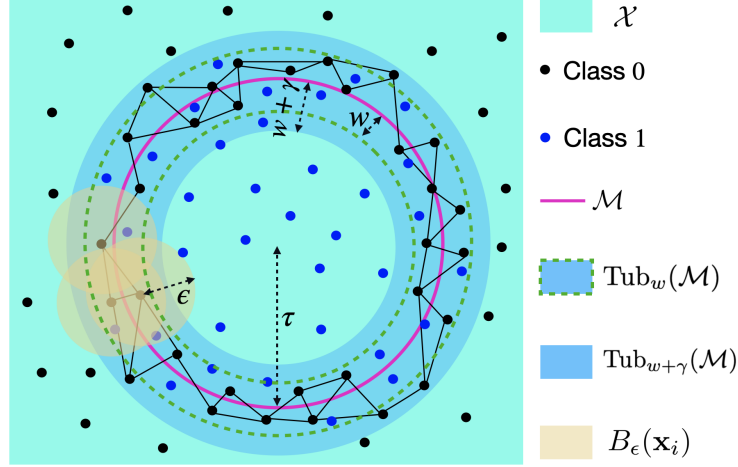 w + γ
w
ϵ
τ
𝒳
Class 0
Class 1
ℳ
Tub_w(ℳ)
Tub_{w+γ}(ℳ)
B_ϵ(x_i)